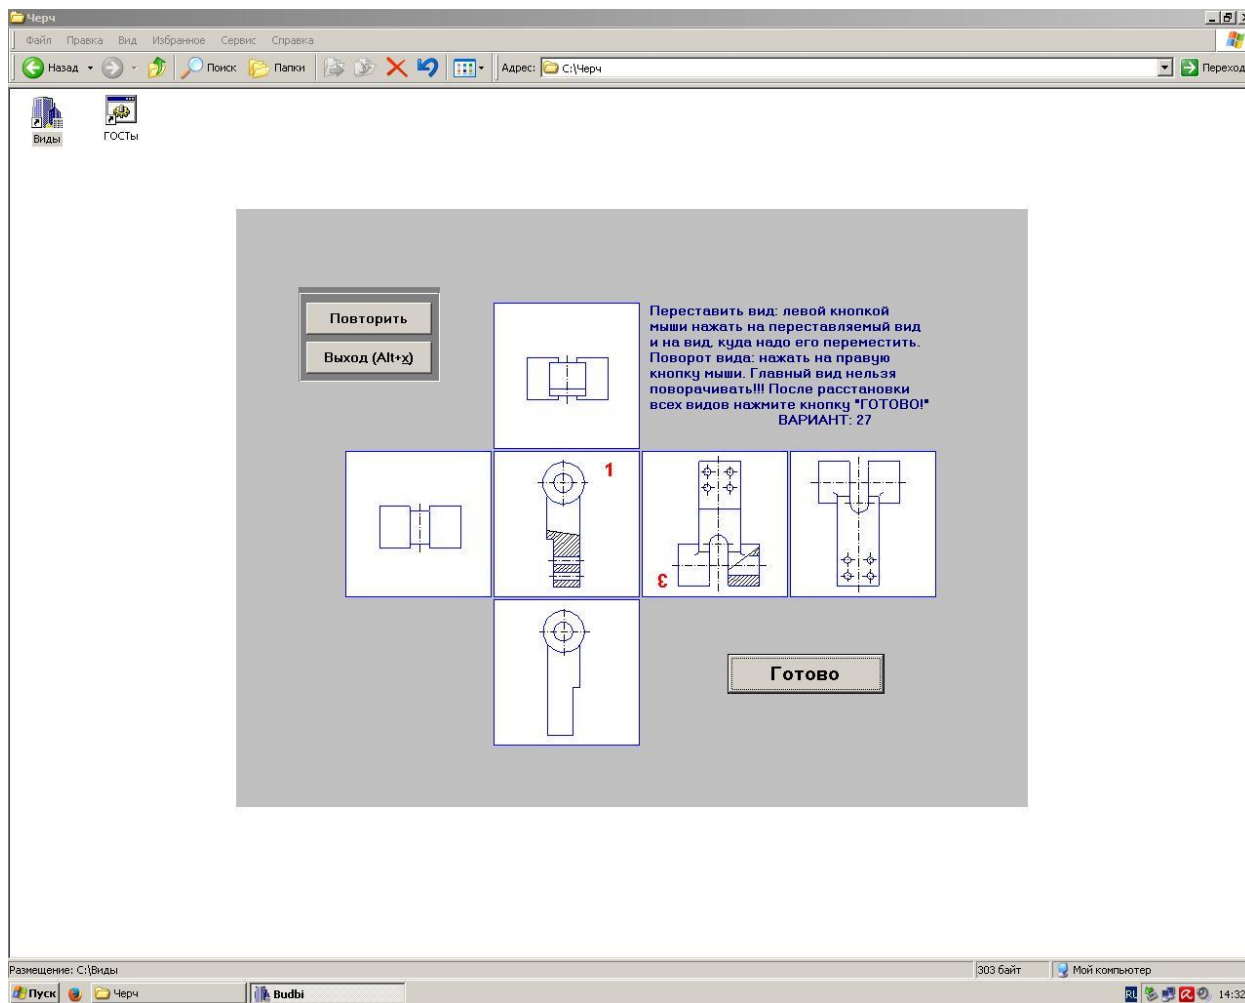 Черч
Файл Правка Вид Избранное Сервис Справка
Назад Поиск Папки Адрес: C:\Черч Переход
Виды ГОСТы
Повторить
Выход (Alt+x)
Переставить вид: левой кнопкой
мыши нажать на переставляемый вид
и на вид, куда надо его переместить.
Поворот вида: нажать на правую
кнопку мыши. Главный вид нельзя
поворачивать!!! После расстановки
всех видов нажмите кнопку "ГОТОВО!"
ВАРИАНТ: 27
1
3
Готово
Размещение: C:\Виды 303 байт Мой компьютер
Пуск Черч Budbi RL 14:32